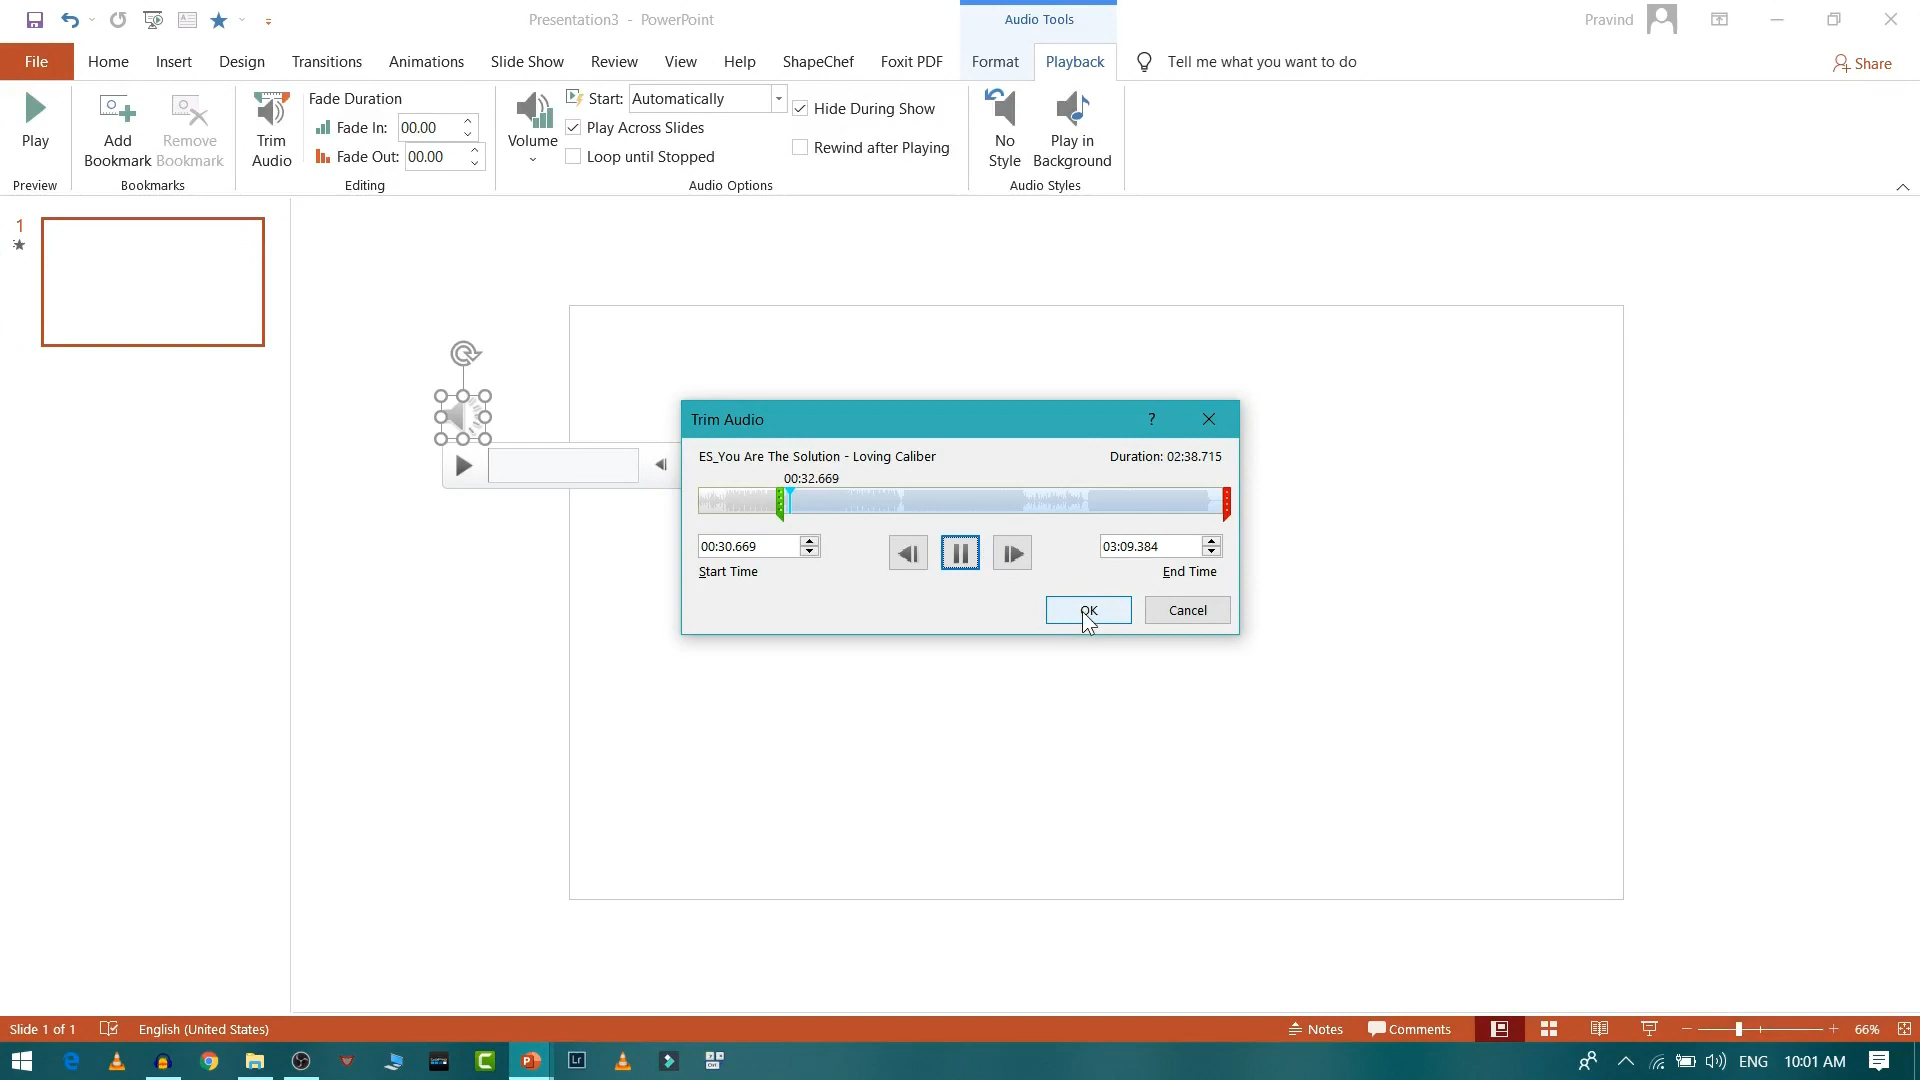 Presentation3 - PowerPoint
Audio Tools
Pravind
File
Home
Insert
Design
Transitions
Animations
Slide Show
Review
View
Help
ShapeChef
Foxit PDF
Format
Playback
Tell me what you want to do
Share
Play
Preview
Add
Bookmark
Remove
Bookmark
Bookmarks
Trim
Audio
Fade Duration
Fade In: 00.00
Fade Out: 00.00
Editing
Volume
Start: Automatically
Play Across Slides
Loop until Stopped
Hide During Show
Rewind after Playing
Audio Options
No
Style
Play in
Background
Audio Styles
1
Trim Audio
?
ES_You Are The Solution - Loving Caliber
Duration: 02:38.715
00:32.669
00:30.669
03:09.384
Start Time
End Time
OK
Cancel
Slide 1 of 1
English (United States)
Notes
Comments
66%
Lr
ENG
10:01 AM